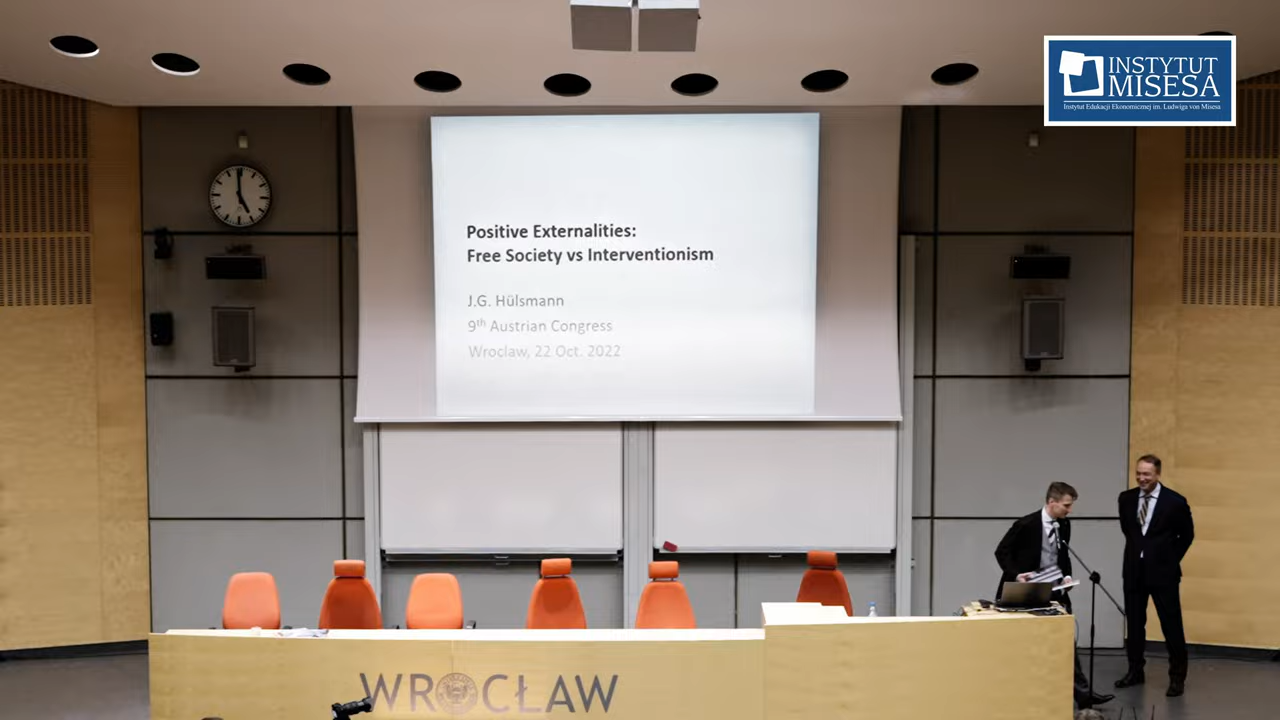 INSTYTUT
MISESA
Instytut Edukacji Ekonomicznej im. Ludwiga von Misesa
Positive Externalities:
Free Society vs Interventionism
J.G. Hülsmann
9th Austrian Congress
Wroclaw, 22 Oct. 2022
WROCŁAW